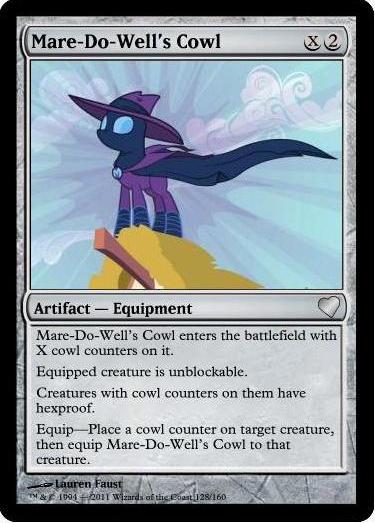 Mare-Do-Well's Cowl X 2
Artifact — Equipment
Mare-Do-Well's Cowl enters the battlefield with
X cowl counters on it.
Equipped creature is unblockable.
Creatures with cowl counters on them have
hexproof.
Equip—Place a cowl counter on target creature,
then equip Mare-Do-Well's Cowl to that
creature.
Lauren Faust
™ & © 1994 — 2011 Wizards of the Coast 128/160